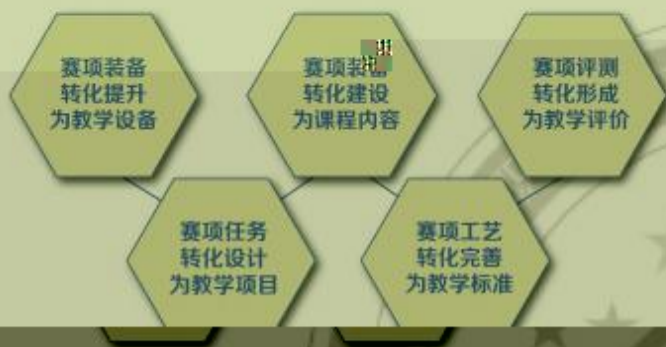 赛项装备
转化提升
为教学设备
赛项装备
转化建设
为课程内容
赛项评测
转化形成
为教学评价
赛项任务
转化设计
为教学项目
赛项工艺
转化完善
为教学标准